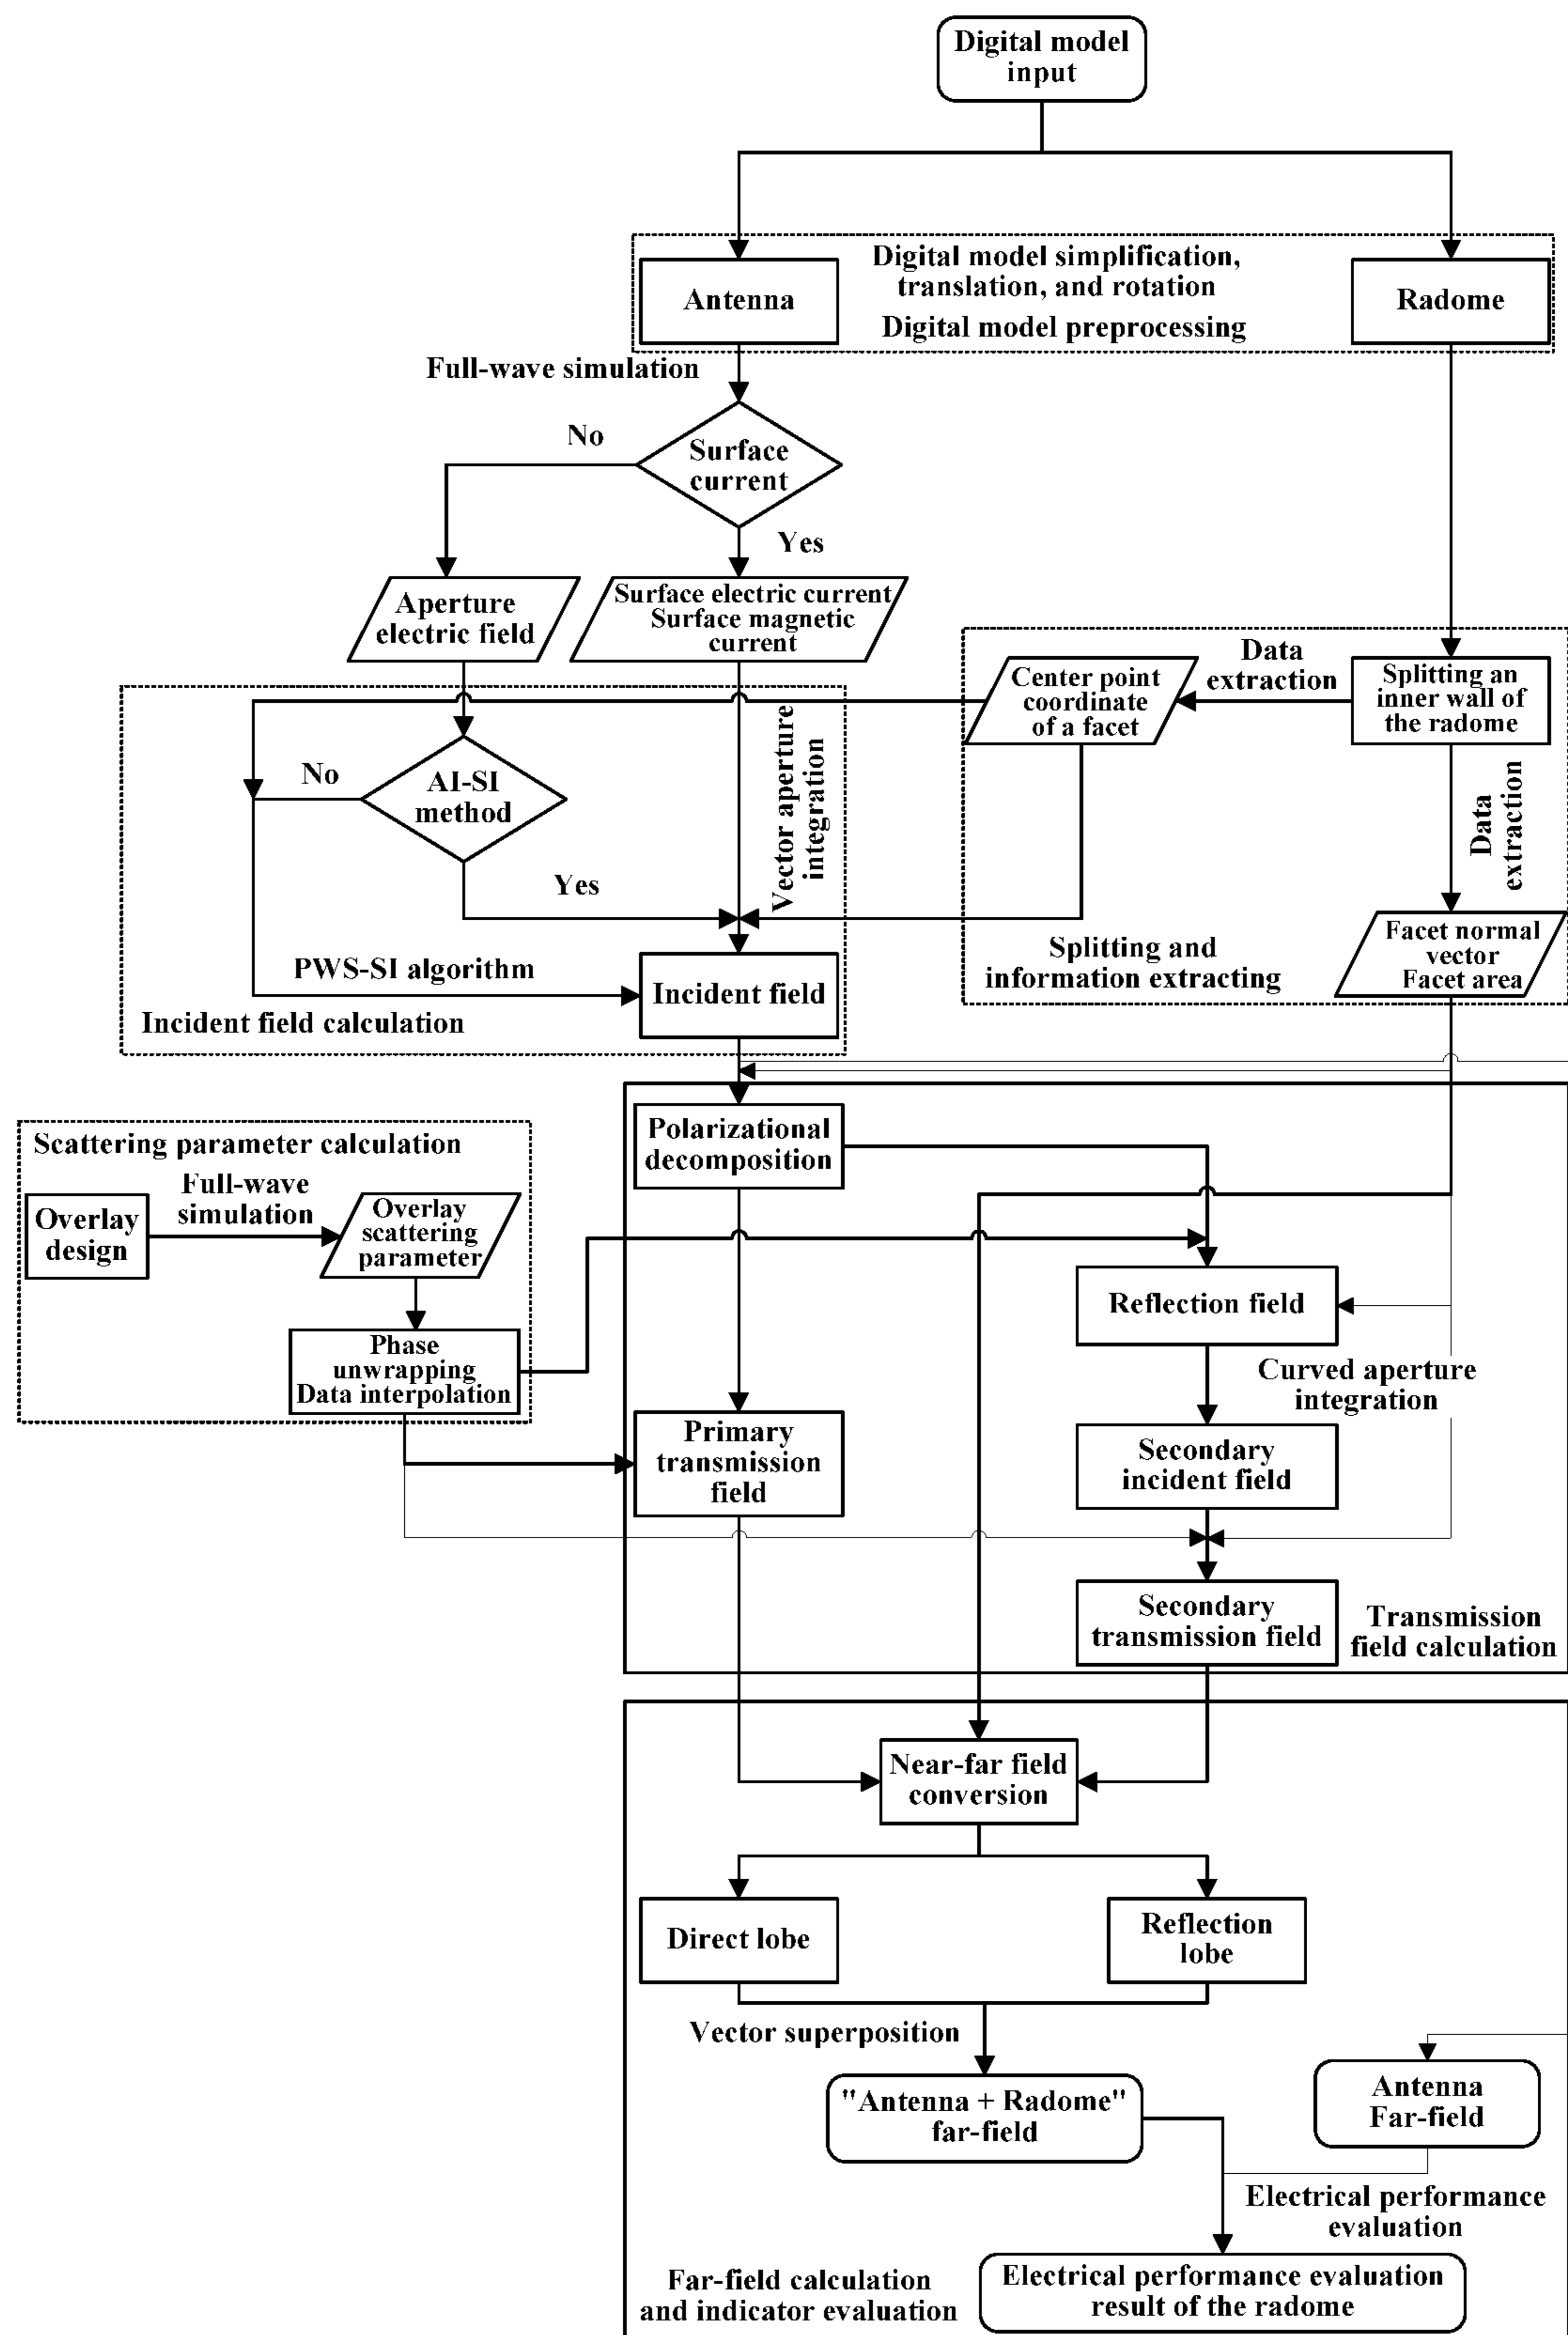 Digital model
input
Digital model simplification,
translation, and rotation
Digital model preprocessing
Antenna
Radome
Full-wave simulation
No
Surface
current
Yes
Aperture
electric field
Surface electric current
Surface magnetic
current
Center point
coordinate
of a facet
Data
extraction
Splitting an
inner wall of
the radome
No
AI-SI
method
Yes
Vector aperture
integration
Data
extraction
PWS-SI algorithm
Incident field
Incident field calculation
Splitting and
information extracting
Facet normal
vector
Facet area
Scattering parameter calculation
Overlay
design
Full-wave
simulation
Overlay
scattering
parameter
Phase
unwrapping
Data interpolation
Polarizational
decomposition
Reflection field
Curved aperture
integration
Primary
transmission
field
Secondary
incident field
Secondary
transmission field
Transmission
field calculation
Near-far field
conversion
Direct lobe
Reflection
lobe
Vector superposition
"Antenna + Radome"
far-field
Antenna
Far-field
Electrical performance
evaluation
Far-field calculation
and indicator evaluation
Electrical performance evaluation
result of the radome